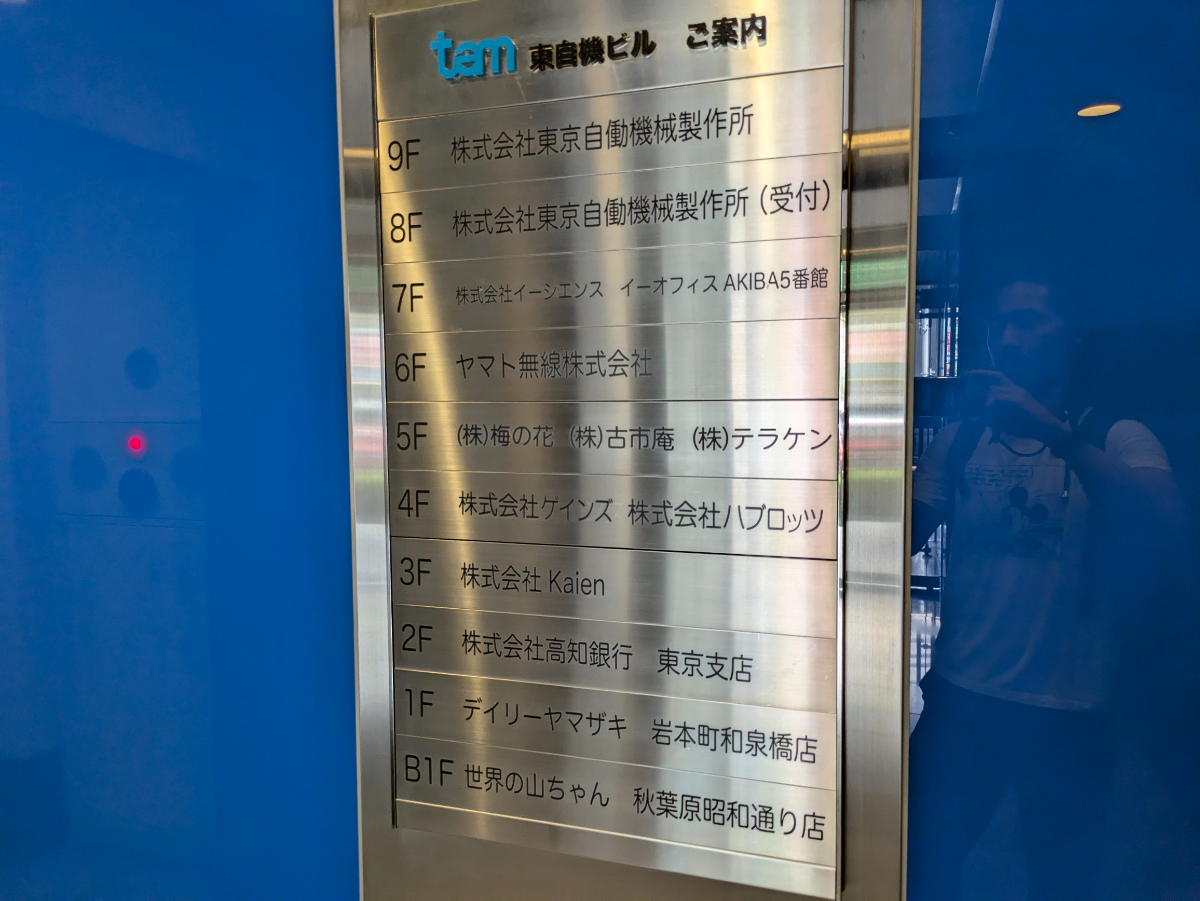 tam 東自機ビル ご案内
9F 株式会社東京自働機械製作所
8F 株式会社東京自働機械製作所（受付）
7F 株式会社イーシエンス イーオフィス AKIBA5番館
6F ヤマト無線株式会社
5F (株)梅の花 (株)古市庵 (株)テラケン
4F 株式会社ゲインズ 株式会社ハブロッツ
3F 株式会社 Kaien
2F 株式会社高知銀行 東京支店
1F デイリーヤマザキ 岩本町和泉橋店
B1F 世界の山ちゃん 秋葉原昭和通り店